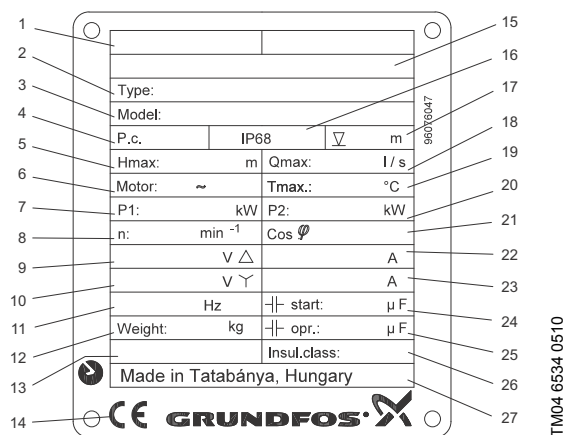 1 15
2 16
3 Type: 17
Model:
4 P.c. IP68 m 18
5 Hmax: m Qmax: l / s 19
6 Motor: ~ Tmax.: °C 20
7 P1: kW P2: kW 21
8 n: min -1 Cos φ 22
9 V △ A 23
10 V Y A 24
11 Hz start: µ F 25
12 Weight: kg opr.: µ F 26
13 Insul.class: 27
Made in Tatabánya, Hungary
14 CE GRUNDFOS
96076047
TM04 6534 0510